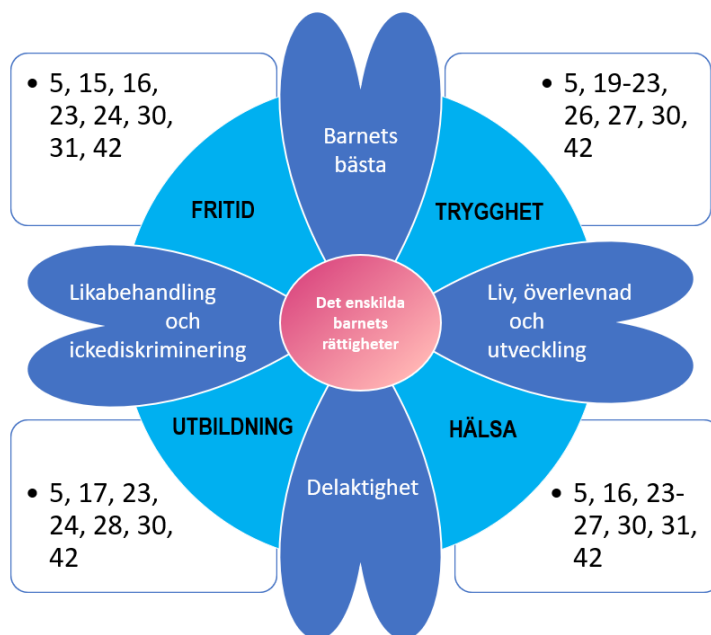 • 5, 15, 16,
23, 24, 30,
31, 42
• 5, 19-23,
26, 27, 30,
42
Barnets
bästa
FRITID
TRYGGHET
Likabehandling
och
ickediskriminering
Det enskilda
barnets
rättigheter
Liv, överlevnad
och
utveckling
UTBILDNING
HÄLSA
Delaktighet
• 5, 17, 23,
24, 28, 30,
42
• 5, 16, 23-
27, 30, 31,
42